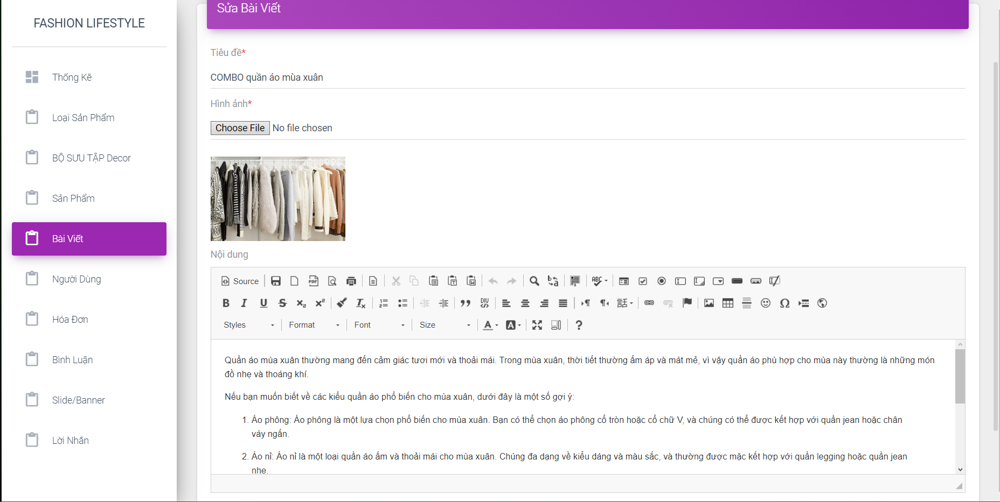 FASHION LIFESTYLE
Thống Kê
Loại Sản Phẩm
BỘ SƯU TẬP Decor
Sản Phẩm
Bài Viết
Người Dùng
Hóa Đơn
Bình Luận
Slide/Banner
Lời Nhắn
Sửa Bài Viết
Tiêu đề*
COMBO quần áo mùa xuân
Hình ảnh*
Choose File No file chosen
Nội dung
Source
Styles Format Font Size
Quần áo mùa xuân thường mang đến cảm giác tươi mới và thoải mái. Trong mùa xuân, thời tiết thường ấm áp và mát mẻ, vì vậy quần áo phù hợp cho mùa này thường là những món
đồ nhẹ và thoáng khí.
Nếu bạn muốn biết về các kiểu quần áo phổ biến cho mùa xuân, dưới đây là một số gợi ý:
1. Áo phông: Áo phông là một lựa chọn phổ biến cho mùa xuân. Bạn có thể chọn áo phông cổ tròn hoặc cổ chữ V, và chúng có thể được kết hợp với quần jean hoặc chân
váy ngắn.
2. Áo nỉ: Áo nỉ là một loại quần áo ấm và thoải mái cho mùa xuân. Chúng đa dạng về kiểu dáng và màu sắc, và thường được mặc kết hợp với quần legging hoặc quần jean
nhẹ.